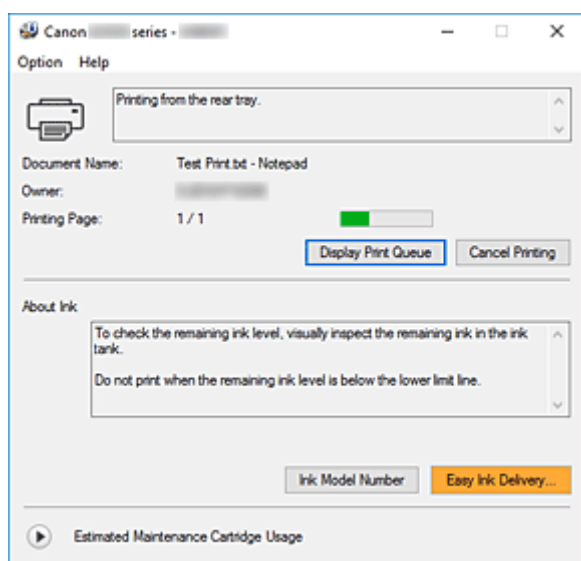 Canon series -
Option Help
Printing from the rear tray.
Document Name: Test Print.txt - Notepad
Owner:
Printing Page: 1 / 1
Display Print Queue Cancel Printing
About Ink
To check the remaining ink level, visually inspect the remaining ink in the ink
tank.
Do not print when the remaining ink level is below the lower limit line.
Ink Model Number Easy Ink Delivery...
Estimated Maintenance Cartridge Usage